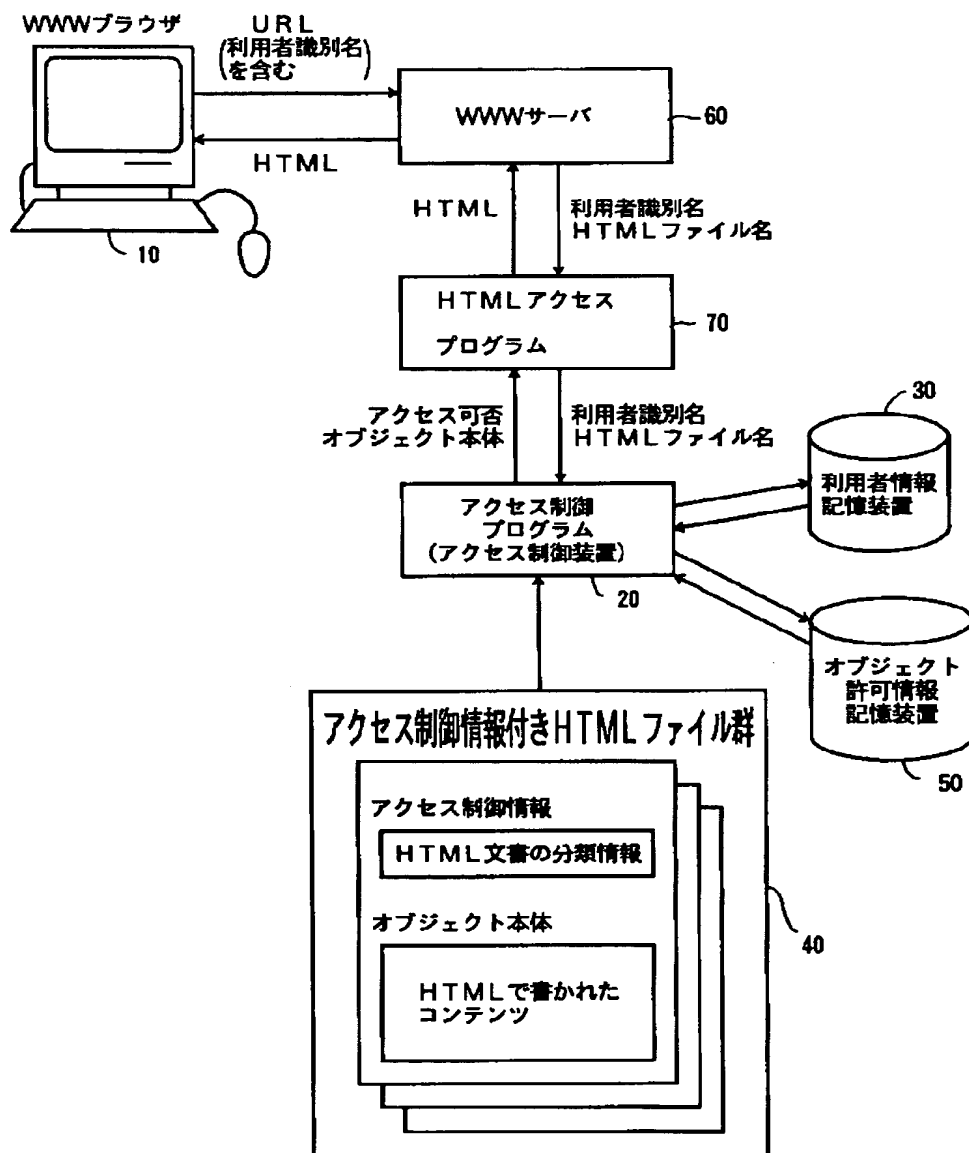 WWWブラウザ
URL
(利用者識別名)
を含む
WWWサーバ
60
HTML
10
HTML
利用者識別名
HTMLファイル名
HTMLアクセス
プログラム
70
アクセス可否
オブジェクト本体
利用者識別名
HTMLファイル名
30
利用者情報
記憶装置
アクセス制御
プログラム
(アクセス制御装置)
20
オブジェクト
許可情報
記憶装置
50
アクセス制御情報付きHTMLファイル群
アクセス制御情報
HTML文書の分類情報
オブジェクト本体
HTMLで書かれた
コンテンツ
40